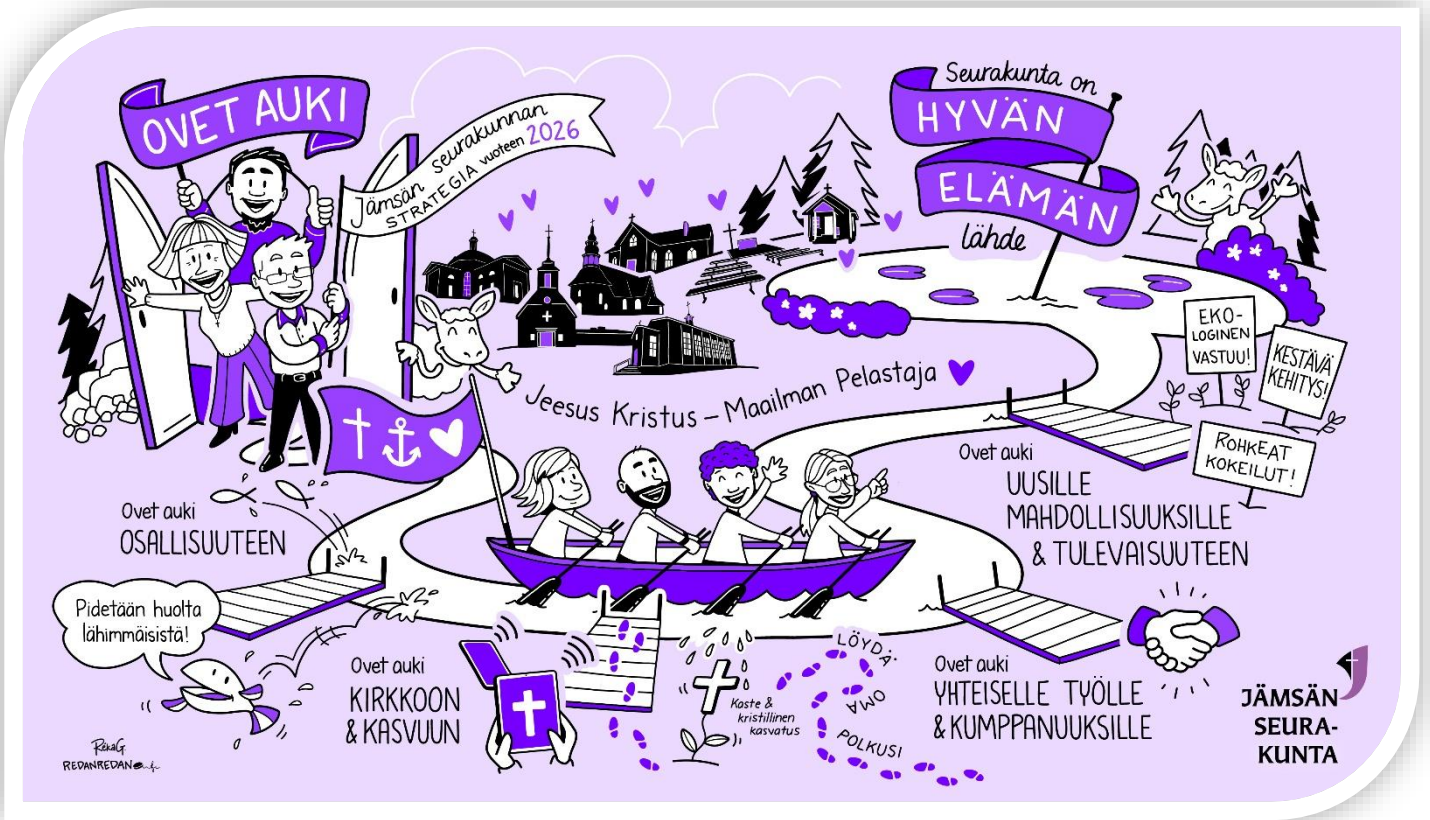 OVET AUKI
Jämsän seurakunnan
STRATEGIA vuoteen 2026
Seurakunta on
HYVÄN
ELÄMÄN
lähde
Jeesus Kristus – Maailman Pelastaja
EKO-
LOGINEN
VASTUU!
KESTÄVÄ
KEHITYS!
ROHKEAT
KOKEILUT!
Ovet auki
OSALLISUUTEEN
Ovet auki
UUSILLE
MAHDOLLISUUKSILLE
& TULEVAISUUTEEN
Pidetään huolta
lähimmäisistä!
Ovet auki
KIRKKOON
& KASVUUN
Kaste &
kristillinen
kasvatus
LÖYDÄ
OMA
POLKUSI
Ovet auki
YHTEISELLE TYÖLLE
& KUMPPANUUKSILLE
JÄMSÄN
SEURA-
KUNTA
RékaG
REDANREDAN